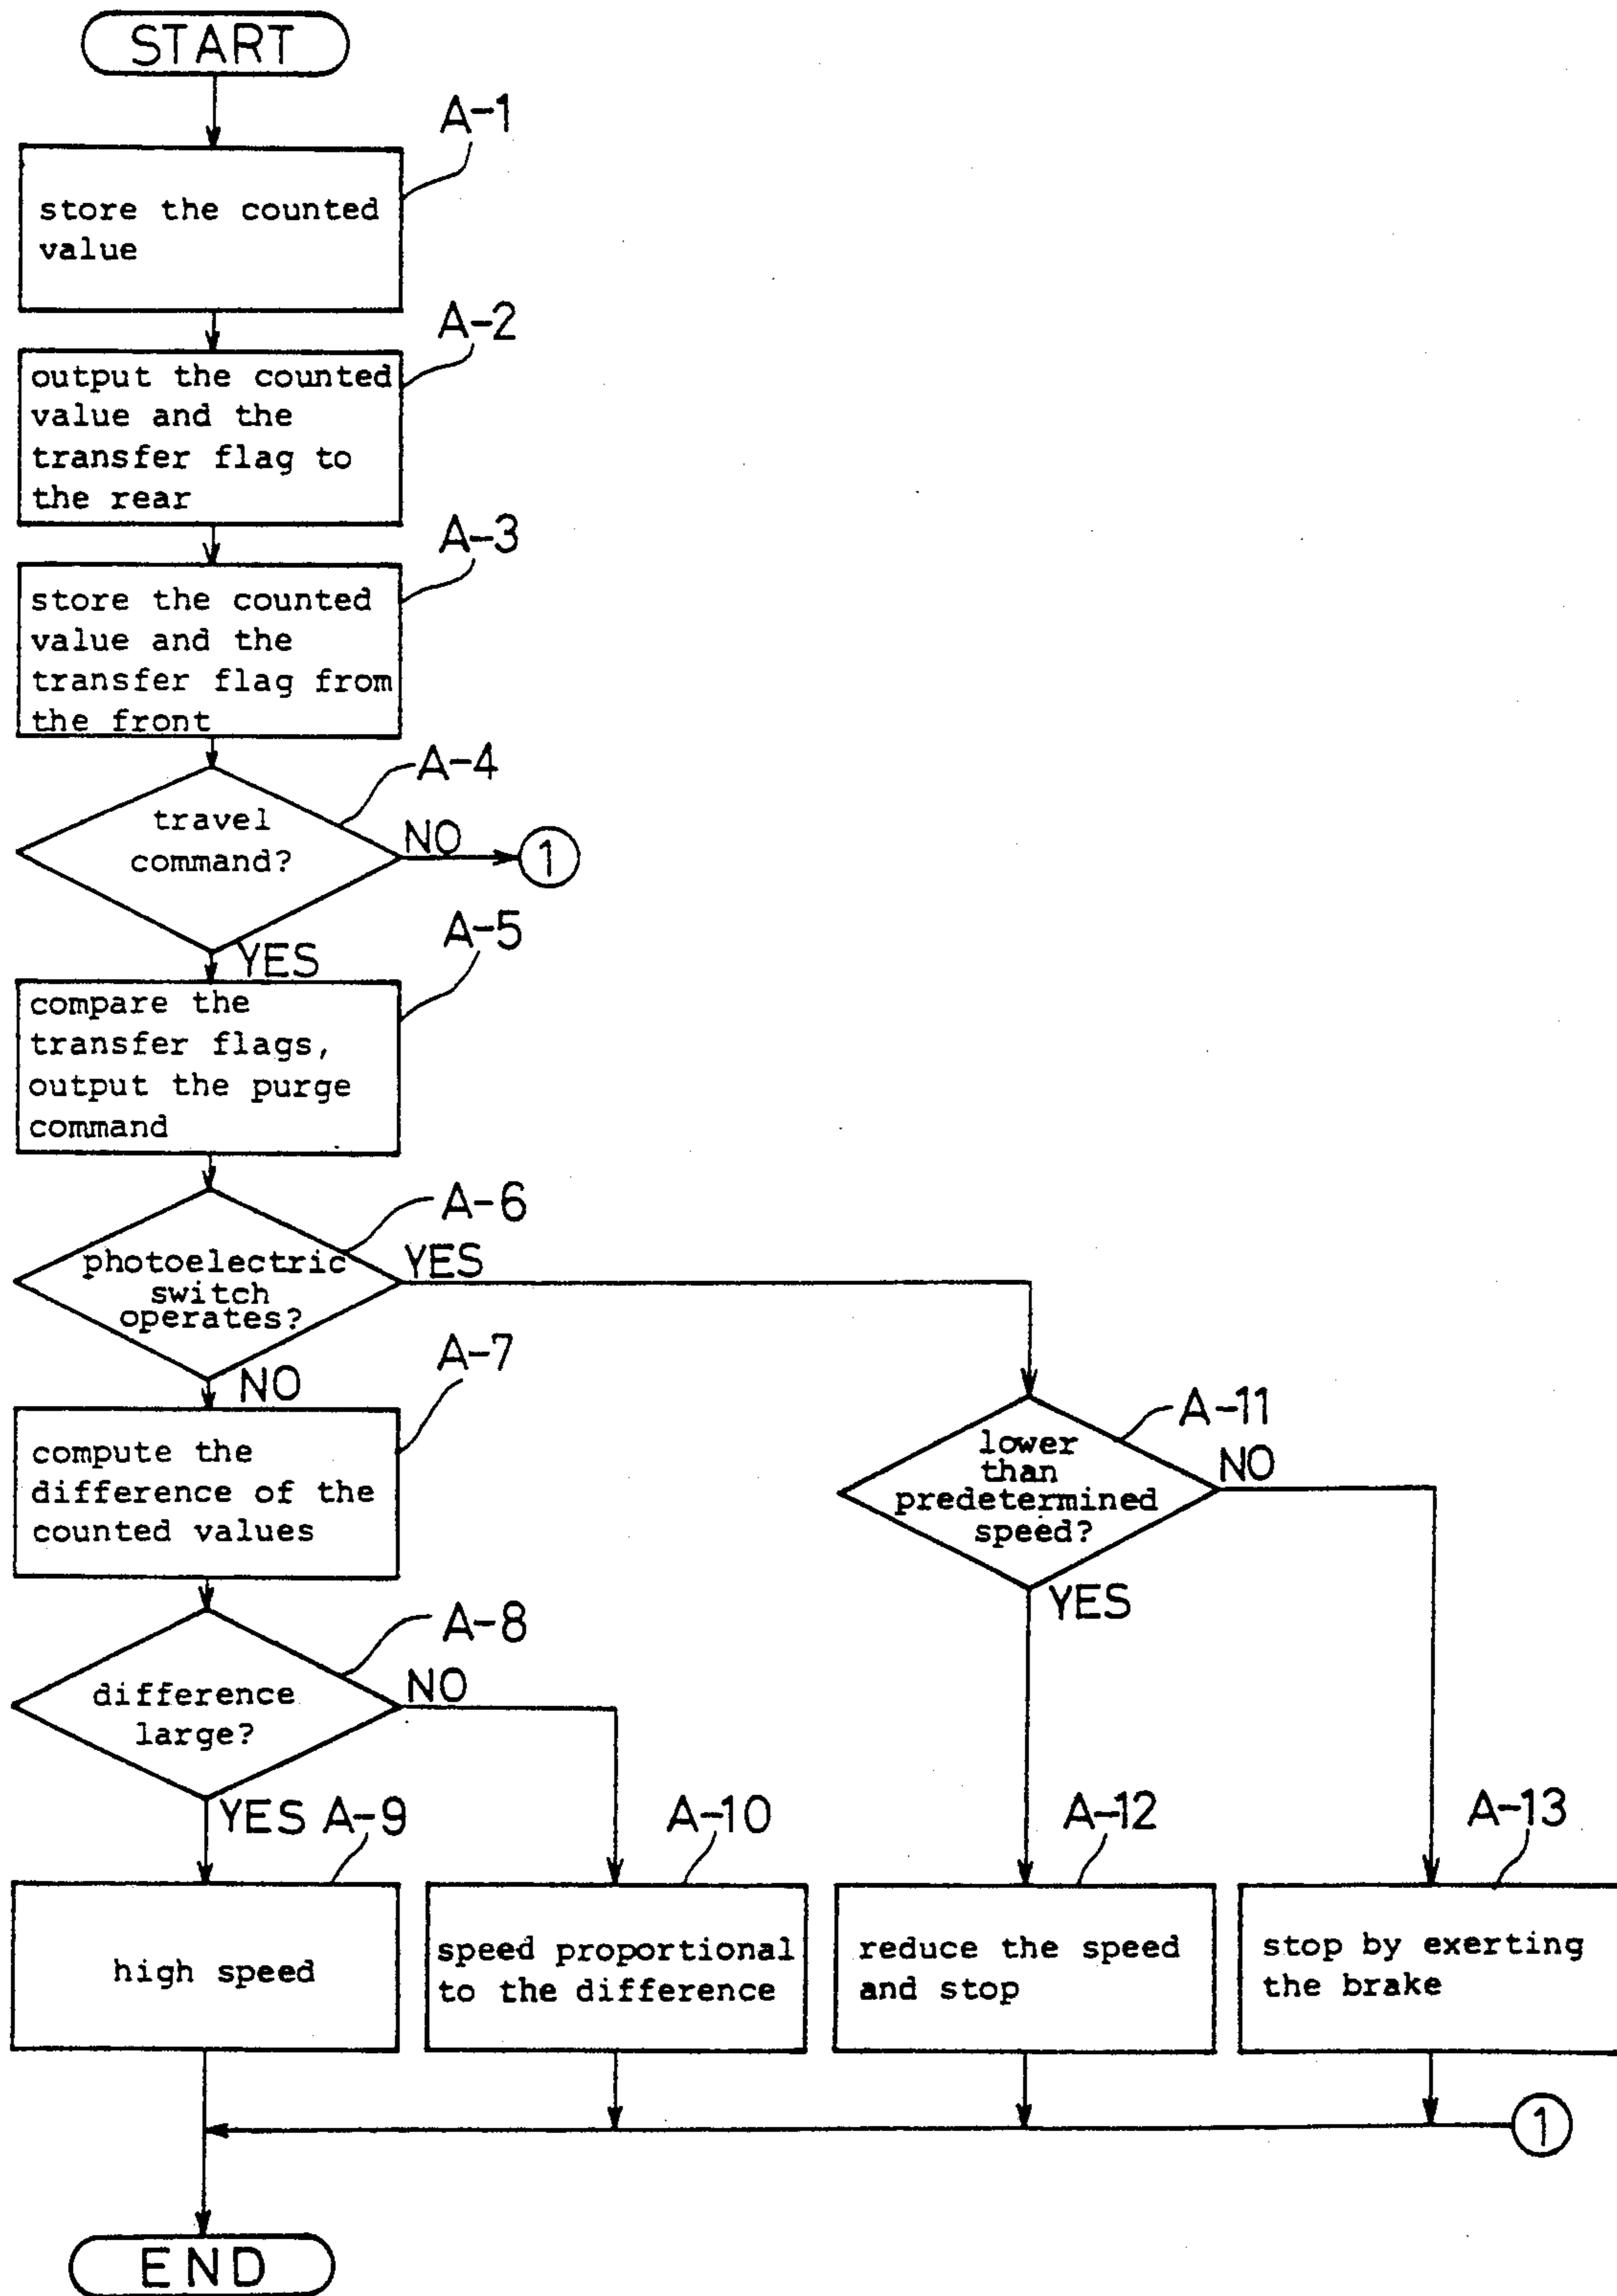 START
A-1
store the counted
value
A-2
output the counted
value and the
transfer flag to
the rear
A-3
store the counted
value and the
transfer flag from
the front
A-4
travel
command?
NO
1
YES
A-5
compare the
transfer flags,
output the purge
command
A-6
photoelectric
switch
operates?
YES
NO
A-7
compute the
difference of the
counted values
A-11
lower
than
predetermined
speed?
NO
YES
A-8
difference
large?
NO
YES
A-9
high speed
A-10
speed proportional
to the difference
A-12
reduce the speed
and stop
A-13
stop by exerting
the brake
1
END